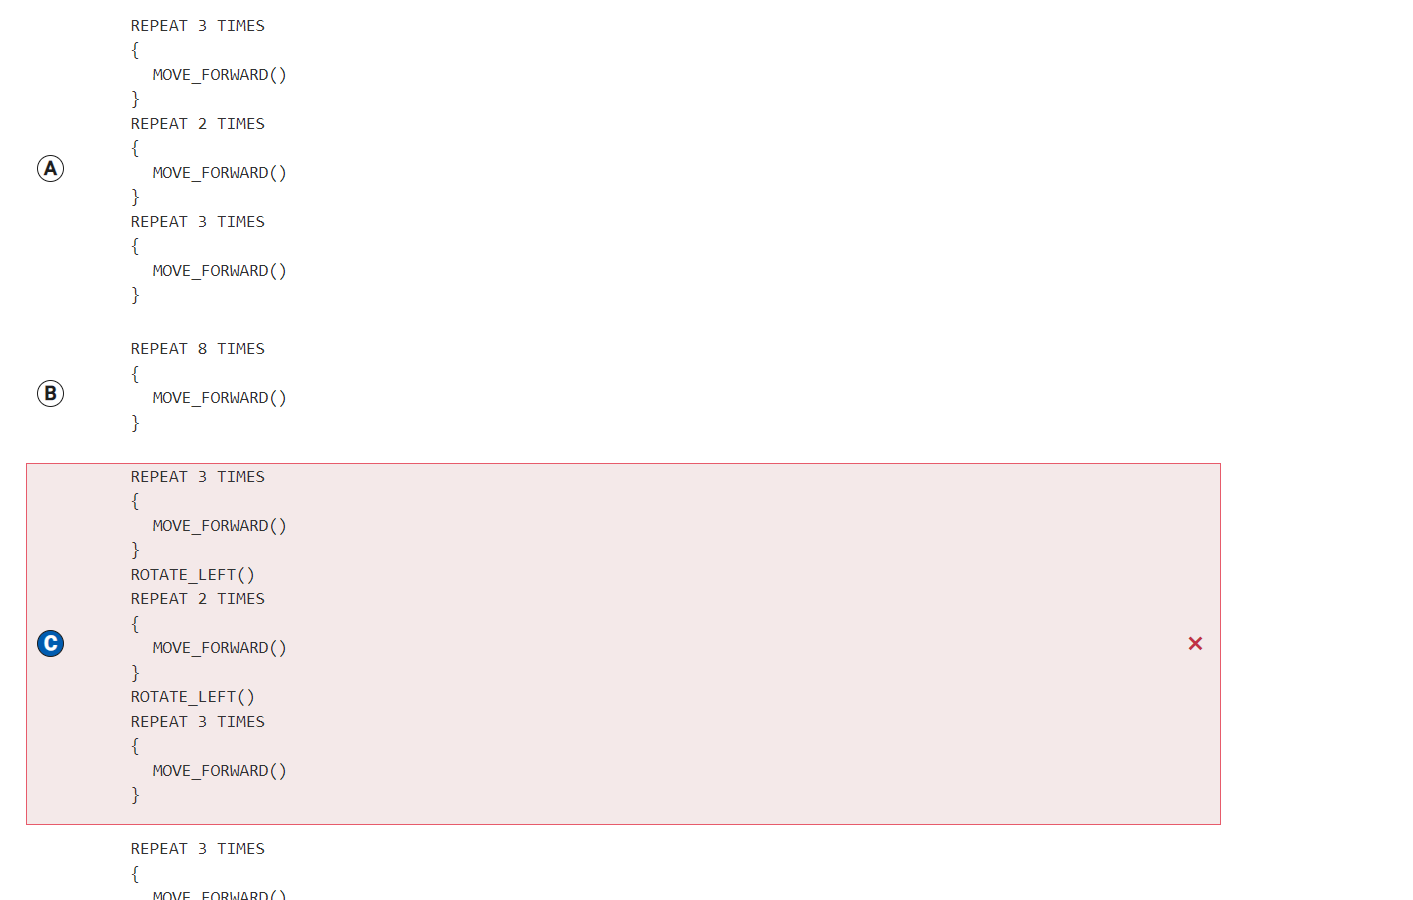 REPEAT 3 TIMES
{
MOVE_FORWARD()
}
REPEAT 2 TIMES
{
A
MOVE_FORWARD()
}
REPEAT 3 TIMES
{
MOVE_FORWARD()
}
REPEAT 8 TIMES
{
B
MOVE_FORWARD()
}
REPEAT 3 TIMES
{
MOVE_FORWARD()
}
ROTATE_LEFT()
REPEAT 2 TIMES
{
C
MOVE_FORWARD()
}
ROTATE_LEFT()
REPEAT 3 TIMES
{
MOVE_FORWARD()
}
REPEAT 3 TIMES
{
MOVE_FORWARD()